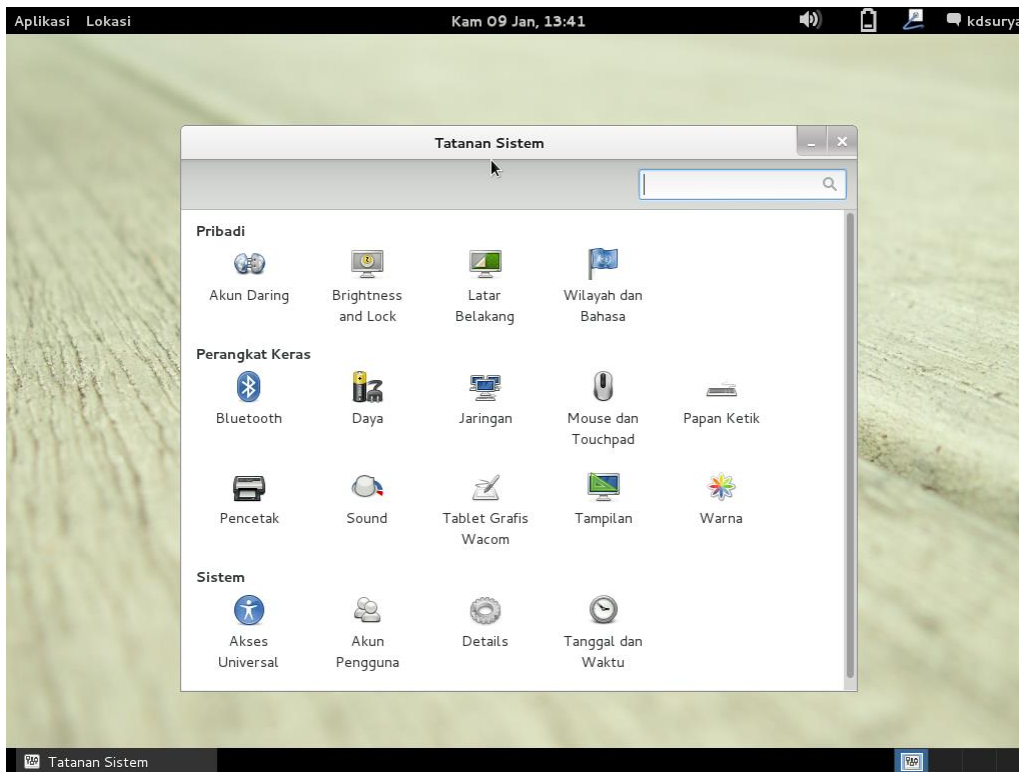 Aplikasi Lokasi Kam 09 Jan, 13:41 kdsurya
Tatanan Sistem
Pribadi
Akun Daring Brightness Latar Wilayah dan
and Lock Belakang Bahasa
Perangkat Keras
Bluetooth Daya Jaringan Mouse dan Papan Ketik
Touchpad
Pencetak Sound Tablet Grafis Tampilan Warna
Wacom
Sistem
Akses Akun Details Tanggal dan
Universal Pengguna Waktu
Tatanan Sistem